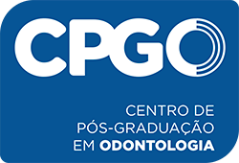 CPGO
CENTRO DE
PÓS-GRADUAÇÃO
EM ODONTOLOGIA